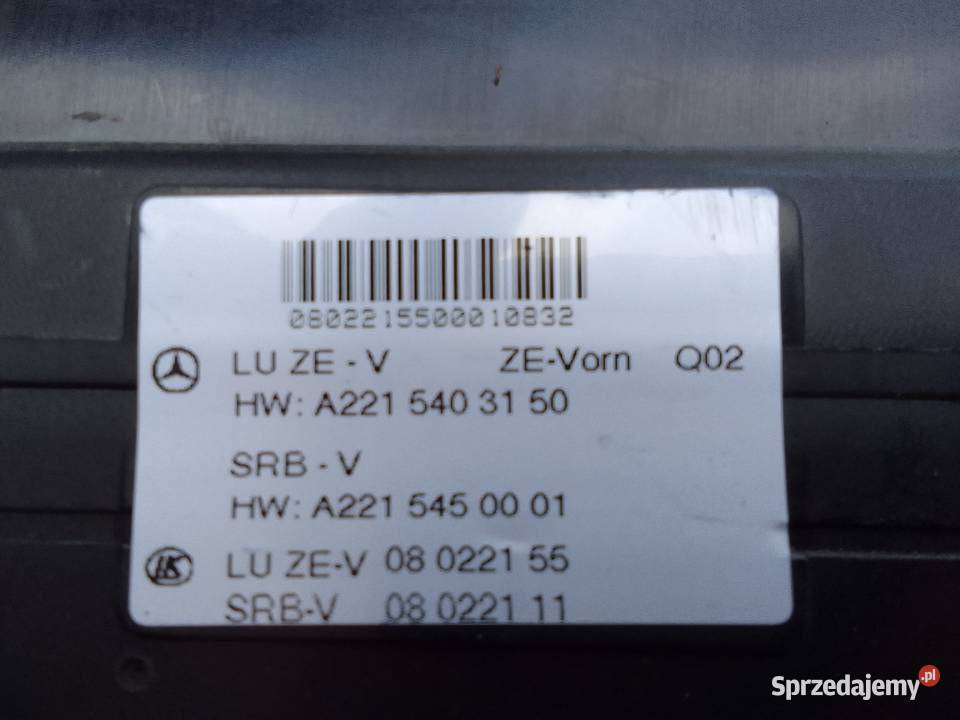 0802215500010832
LU ZE - V ZE-Vorn Q02
HW: A221 540 31 50
SRB - V
HW: A221 545 00 01
LU ZE-V 08 0221 55
SRB-V 08 0221 11
Sprzedajemy.pl